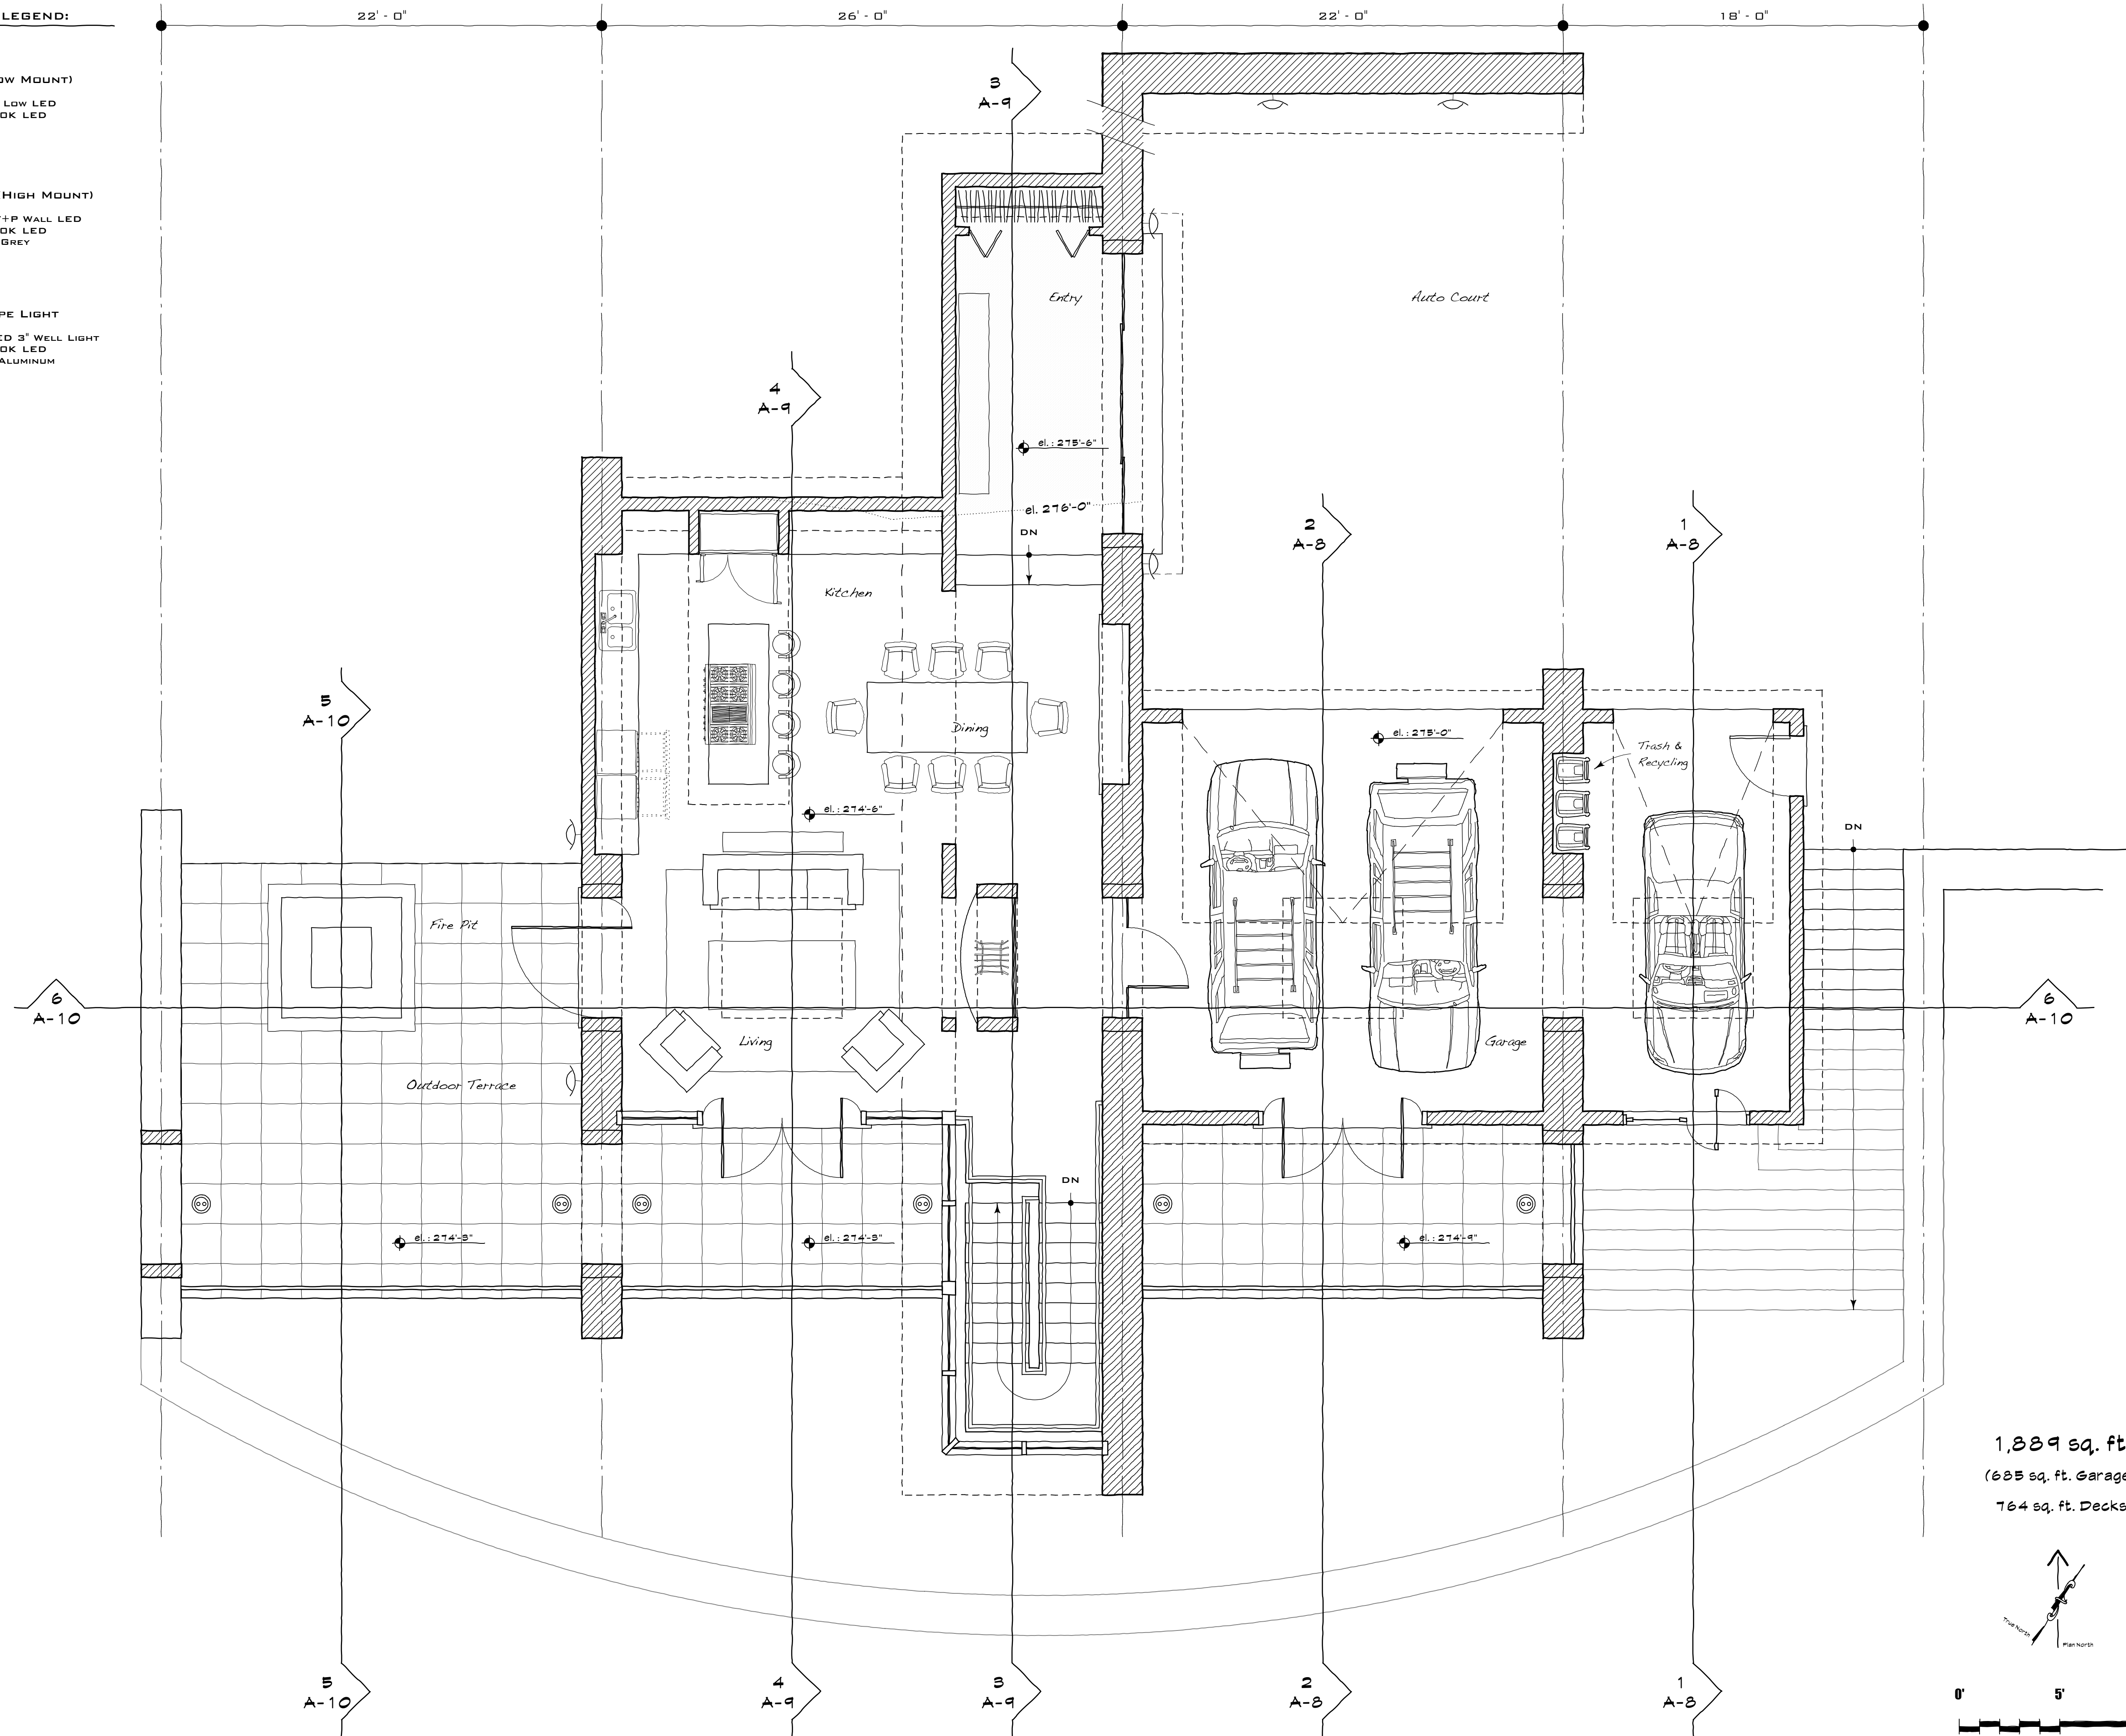 LEGEND:
22' - 0"
26' - 0"
22' - 0"
18' - 0"
OW MOUNT)
LOW LED
OK LED
HIGH MOUNT)
+P WALL LED
OK LED
GREY
PE LIGHT
ED 3" WELL LIGHT
OK LED
ALUMINUM
3
A-9
Entry
Auto Court
4
A-9
el. : 275'-6"
el. 276'-0"
DN
2
A-8
1
A-8
Kitchen
5
A-10
Dining
el. : 275'-0"
Trash &
Recycling
el. : 274'-6"
DN
Fire Pit
6
A-10
6
A-10
Living
Garage
Outdoor Terrace
DN
el. : 274'-3"
el. : 274'-3"
el. : 274'-9"
1,889 sq. ft
(685 sq. ft. Garage
764 sq. ft. Decks
True North
Plan North
5
A-10
4
A-9
3
A-9
2
A-8
1
A-8
0'
5'